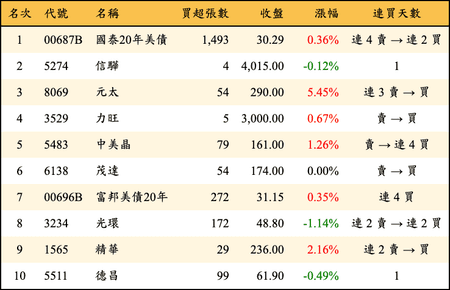 名次 代號 名稱 買超張數 收盤 漲幅 連買天數
1 00687B 國泰20年美債 1,493 30.29 0.36% 連 4 賣 → 連 2 買
2 5274 信驊 4 4,015.00 -0.12% 1
3 8069 元太 54 290.00 5.45% 連 3 賣 → 買
4 3529 力旺 5 3,000.00 0.67% 賣 → 買
5 5483 中美晶 79 161.00 1.26% 賣 → 連 4 買
6 6138 茂達 54 174.00 0.00% 賣 → 買
7 00696B 富邦美債20年 272 31.15 0.35% 連 4 買
8 3234 光環 172 48.80 -1.14% 連 2 賣 → 連 2 買
9 1565 精華 29 236.00 2.16% 連 2 賣 → 買
10 5511 德昌 99 61.90 -0.49% 1